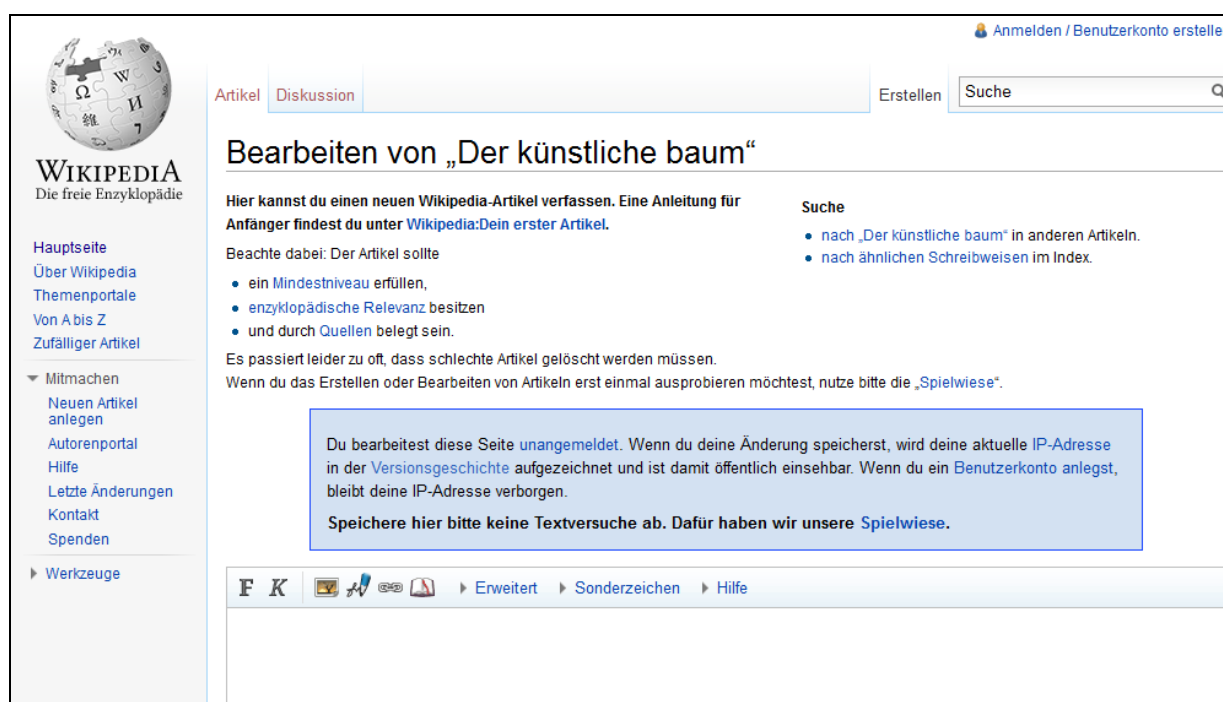 Anmelden / Benutzerkonto erstelle
Artikel Diskussion
Erstellen
Suche
WIKIPEDIA
Die freie Enzyklopädie
Hauptseite
Über Wikipedia
Themenportale
Von A bis Z
Zufälliger Artikel
Mitmachen
Neuen Artikel
anlegen
Autorenportal
Hilfe
Letzte Änderungen
Kontakt
Spenden
Werkzeuge
Bearbeiten von „Der künstliche baum“
Hier kannst du einen neuen Wikipedia-Artikel verfassen. Eine Anleitung für
Anfänger findest du unter Wikipedia:Dein erster Artikel.
Beachte dabei: Der Artikel sollte
ein Mindestniveau erfüllen,
enzyklopädische Relevanz besitzen
und durch Quellen belegt sein.
Suche
nach „Der künstliche baum“ in anderen Artikeln.
nach ähnlichen Schreibweisen im Index.
Es passiert leider zu oft, dass schlechte Artikel gelöscht werden müssen.
Wenn du das Erstellen oder Bearbeiten von Artikeln erst einmal ausprobieren möchtest, nutze bitte die „Spielwiese“.
Du bearbeitest diese Seite unangemeldet. Wenn du deine Änderung speicherst, wird deine aktuelle IP-Adresse
in der Versionsgeschichte aufgezeichnet und ist damit öffentlich einsehbar. Wenn du ein Benutzerkonto anlegst,
bleibt deine IP-Adresse verborgen.
Speichere hier bitte keine Textversuche ab. Dafür haben wir unsere Spielwiese.
F K Erweitert Sonderzeichen Hilfe